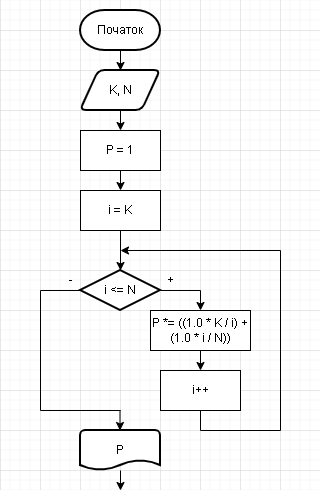 Початок
K, N
P = 1
i = K
i <= N
-
+
P *= ((1.0 * K / i) +
(1.0 * i / N))
i++
P